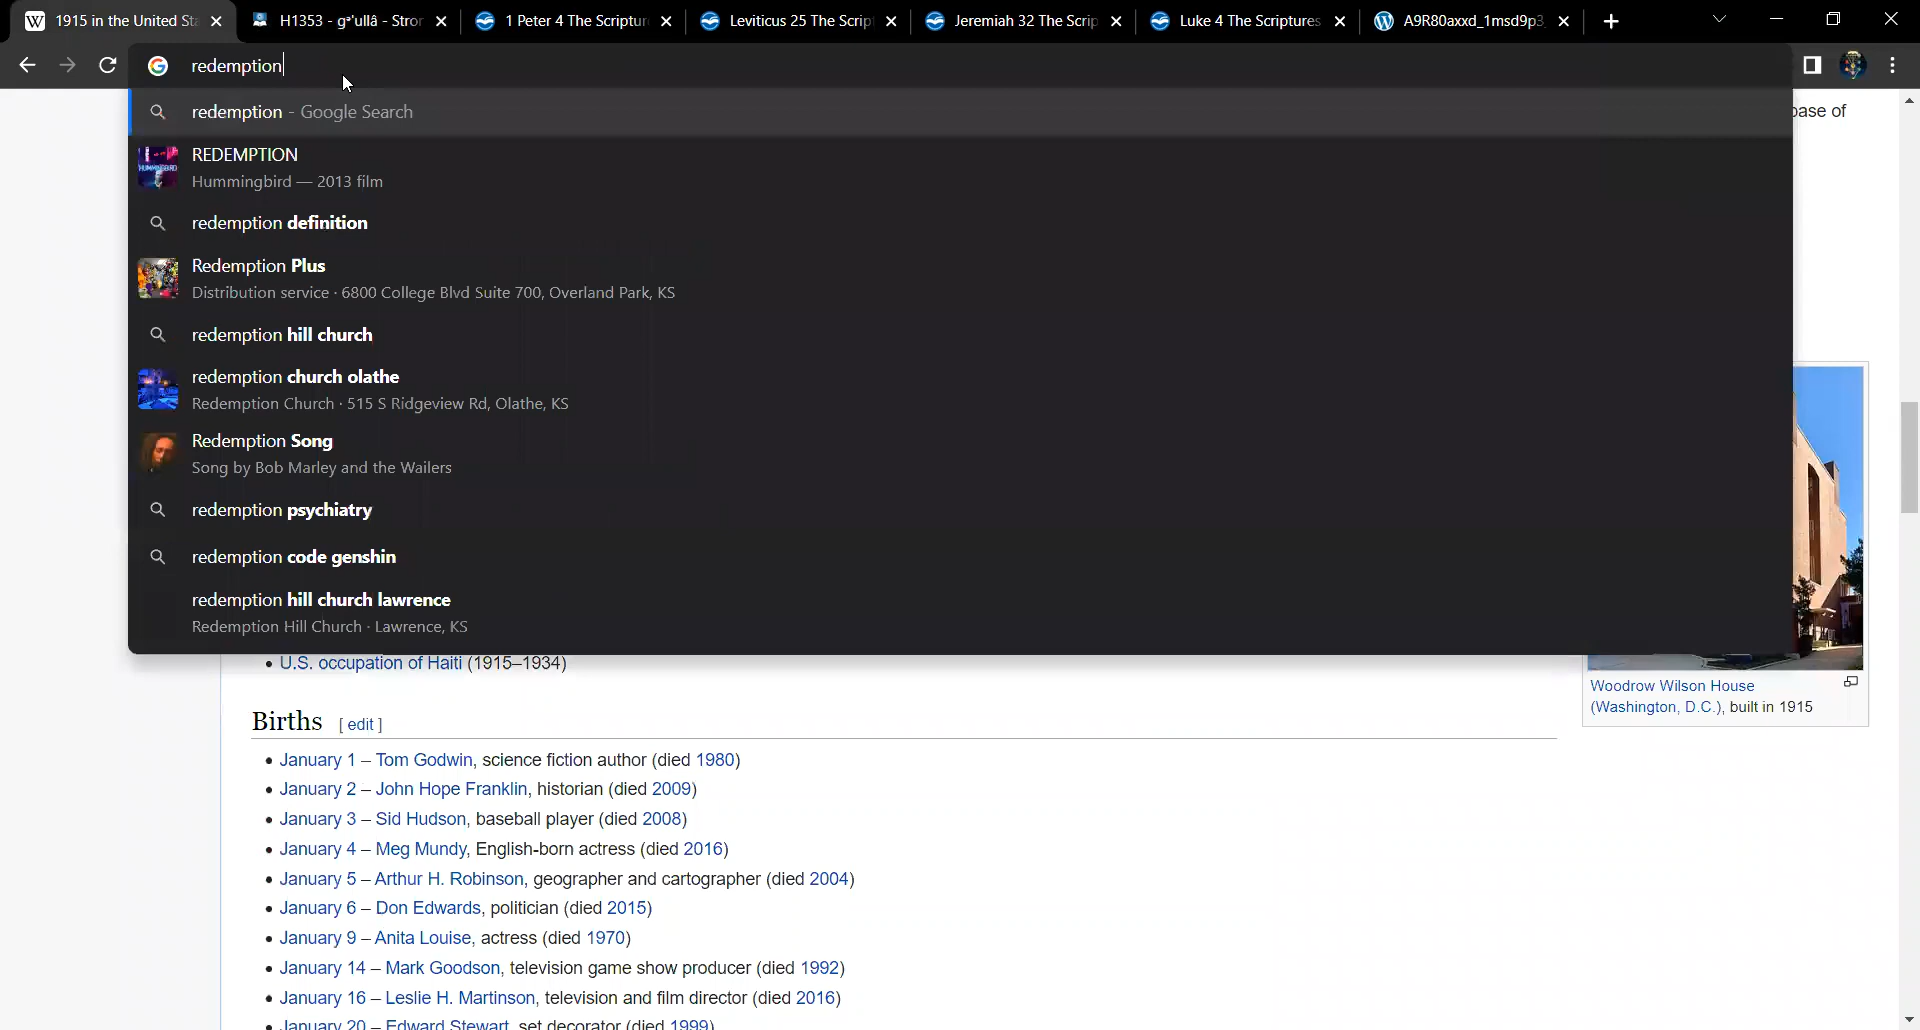 1915 in the United St
H1353 - gᵊ'ullâ - Stror
1 Peter 4 The Scriptur
Leviticus 25 The Scrip
Jeremiah 32 The Scrip
Luke 4 The Scriptures
A9R80axxd_1msd9p3
redemption
redemption - Google Search
REDEMPTION
Hummingbird — 2013 film
redemption definition
Redemption Plus
Distribution service · 6800 College Blvd Suite 700, Overland Park, KS
redemption hill church
redemption church olathe
Redemption Church · 515 S Ridgeview Rd, Olathe, KS
Redemption Song
Song by Bob Marley and the Wailers
redemption psychiatry
redemption code genshin
redemption hill church lawrence
Redemption Hill Church · Lawrence, KS
of
U.S. occupation of Haiti (1915–1934)
Woodrow Wilson House
(Washington, D.C.), built in 1915
Births [ edit ]
• January 1 – Tom Godwin, science fiction author (died 1980)
• January 2 – John Hope Franklin, historian (died 2009)
• January 3 – Sid Hudson, baseball player (died 2008)
• January 4 – Meg Mundy, English-born actress (died 2016)
• January 5 – Arthur H. Robinson, geographer and cartographer (died 2004)
• January 6 – Don Edwards, politician (died 2015)
• January 9 – Anita Louise, actress (died 1970)
• January 14 – Mark Goodson, television game show producer (died 1992)
• January 16 – Leslie H. Martinson, television and film director (died 2016)
• January 20 – Edward Stewart, set decorator (died 1999)